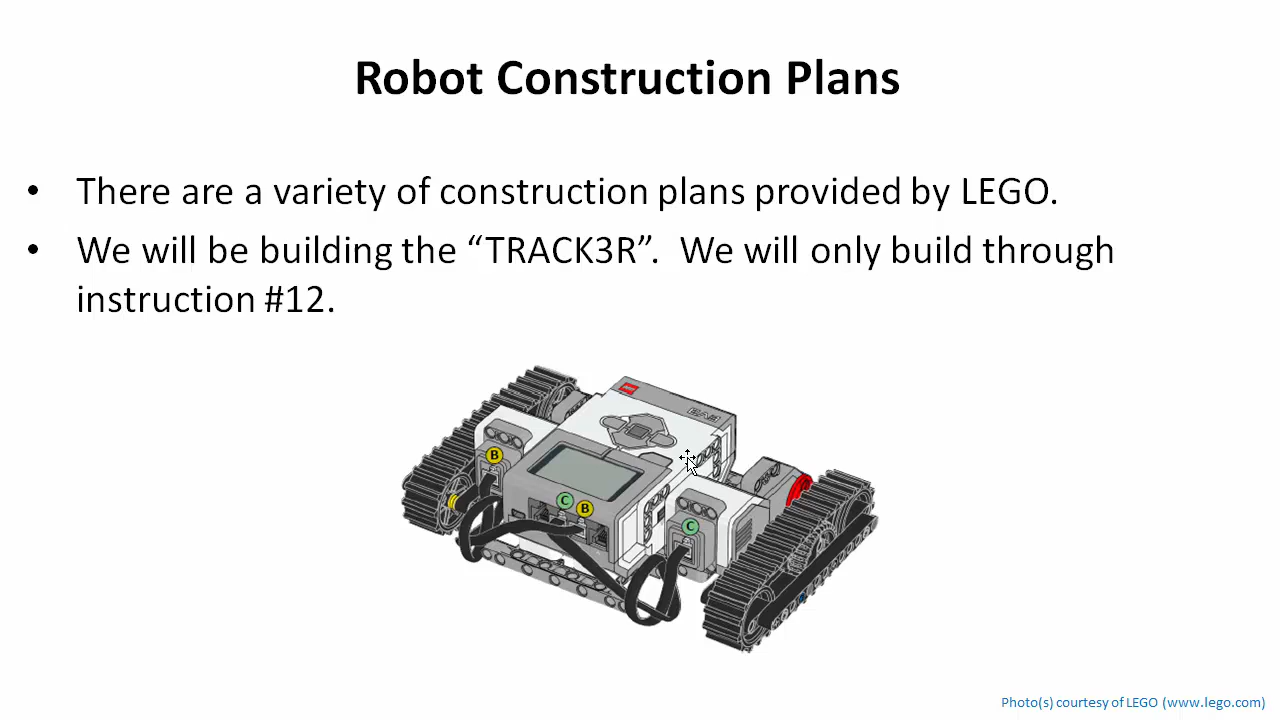 Robot Construction Plans
• There are a variety of construction plans provided by LEGO.
• We will be building the “TRACK3R”.  We will only build through
instruction #12.
EV3
B
C
B
C
Photo(s) courtesy of LEGO (www.lego.com)